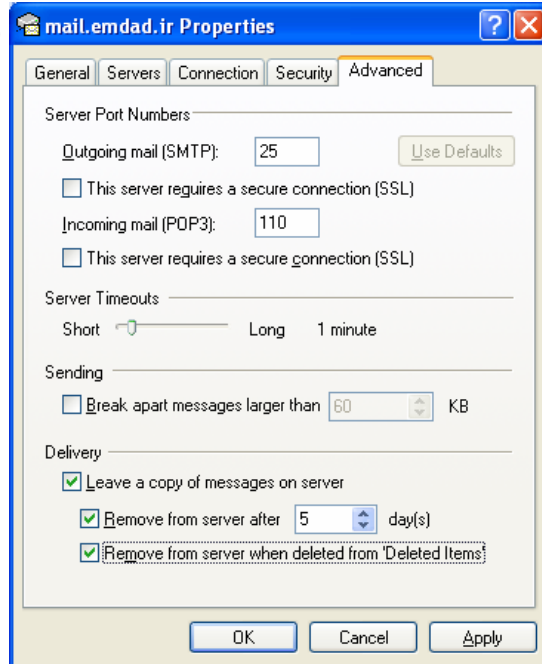 mail.emdad.ir Properties
General Servers Connection Security Advanced
Server Port Numbers
Outgoing mail (SMTP): 25 Use Defaults
This server requires a secure connection (SSL)
Incoming mail (POP3): 110
This server requires a secure connection (SSL)
Server Timeouts
Short Long 1 minute
Sending
Break apart messages larger than 60 KB
Delivery
Leave a copy of messages on server
Remove from server after 5 day(s)
Remove from server when deleted from 'Deleted Items'
OK Cancel Apply